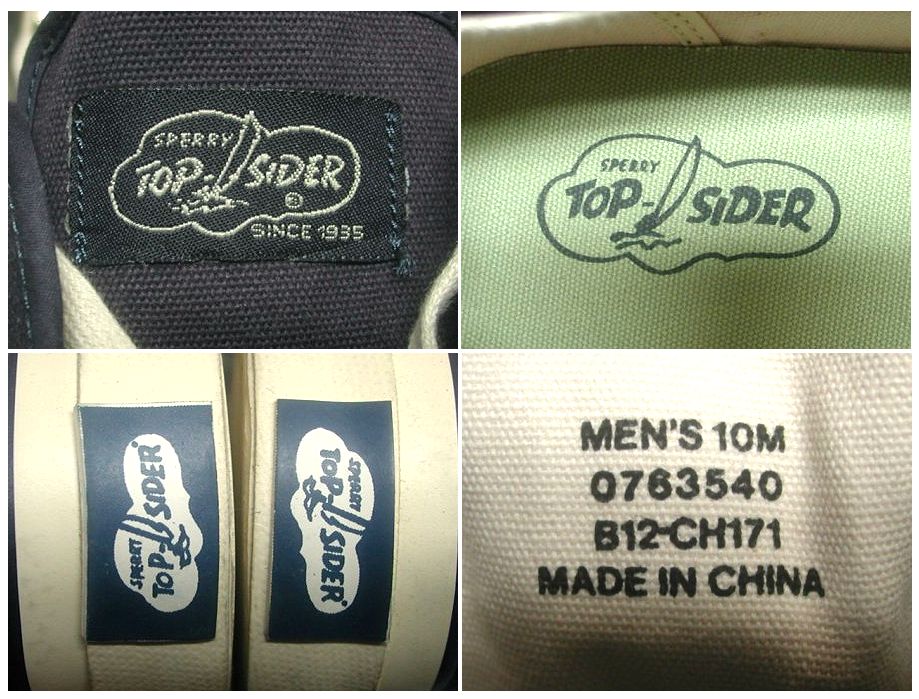 SPERRY
TOP-SIDER
®
SINCE 1935
SPERRY
TOP-SIDER
SPERRY
TOP-SIDER
SPERRY
TOP-SIDER
MEN'S 10M
0763540
B12-CH171
MADE IN CHINA